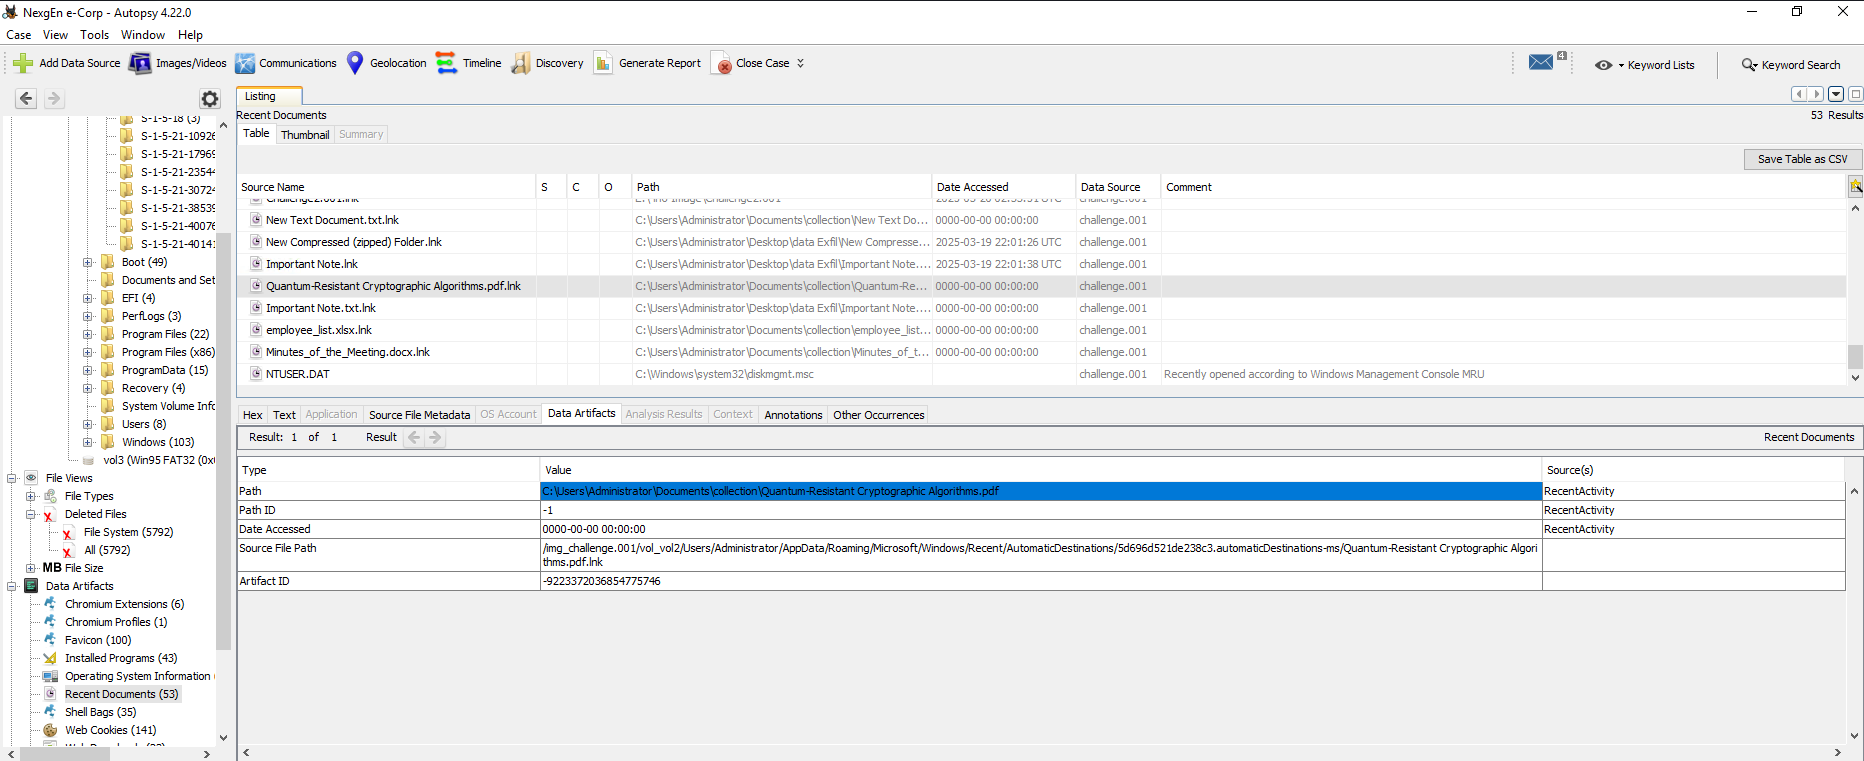 NexgEn e-Corp - Autopsy 4.22.0
Case View Tools Window Help
Add Data Source Images/Videos Communications Geolocation Timeline Discovery Generate Report Close Case 4 Keyword Lists Keyword Search
S-1-5-18 (3)
S-1-5-21-10926
S-1-5-21-17969
S-1-5-21-23544
S-1-5-21-30724
S-1-5-21-38539
S-1-5-21-40076
S-1-5-21-40141
Boot (49)
Documents and Set
EFI (4)
PerfLogs (3)
Program Files (22)
Program Files (x86)
ProgramData (15)
Recovery (4)
System Volume Info
Users (8)
Windows (103)
vol3 (Win95 FAT32 (0x
File Views
File Types
Deleted Files
File System (5792)
All (5792)
MB File Size
Data Artifacts
Chromium Extensions (6)
Chromium Profiles (1)
Favicon (100)
Installed Programs (43)
Operating System Information
Recent Documents (53)
Shell Bags (35)
Web Cookies (141)
Listing
Recent Documents 53 Results
Table Thumbnail Summary
Save Table as CSV
Source Name S C O Path Date Accessed Data Source Comment
Challenge2.001.lnk challenge.001
New Text Document.txt.lnk C:\Users\Administrator\Documents\collection\New Text Do... 0000-00-00 00:00:00 challenge.001
New Compressed (zipped) Folder.lnk C:\Users\Administrator\Desktop\data Exfil\New Compresse... 2025-03-19 22:01:26 UTC challenge.001
Important Note.lnk C:\Users\Administrator\Desktop\data Exfil\Important Note.... 2025-03-19 22:01:38 UTC challenge.001
Quantum-Resistant Cryptographic Algorithms.pdf.lnk C:\Users\Administrator\Documents\collection\Quantum-Re... 0000-00-00 00:00:00 challenge.001
Important Note.txt.lnk C:\Users\Administrator\Desktop\data Exfil\Important Note.... 0000-00-00 00:00:00 challenge.001
employee_list.xlsx.lnk C:\Users\Administrator\Documents\collection\employee_list... 0000-00-00 00:00:00 challenge.001
Minutes_of_the_Meeting.docx.lnk C:\Users\Administrator\Documents\collection\Minutes_of_t... 0000-00-00 00:00:00 challenge.001
NTUSER.DAT C:\Windows\system32\diskmgmt.msc challenge.001 Recently opened according to Windows Management Console MRU
Hex Text Application Source File Metadata OS Account Data Artifacts Analysis Results Context Annotations Other Occurrences
Result: 1 of 1 Result Recent Documents
Type Value Source(s)
Path C:\Users\Administrator\Documents\collection\Quantum-Resistant Cryptographic Algorithms.pdf RecentActivity
Path ID -1 RecentActivity
Date Accessed 0000-00-00 00:00:00 RecentActivity
Source File Path /img_challenge.001/vol_vol2/Users/Administrator/AppData/Roaming/Microsoft/Windows/Recent/AutomaticDestinations/5d696d521de238c3.automaticDestinations-ms/Quantum-Resistant Cryptographic Algori
thms.pdf.lnk
Artifact ID -9223372036854775746